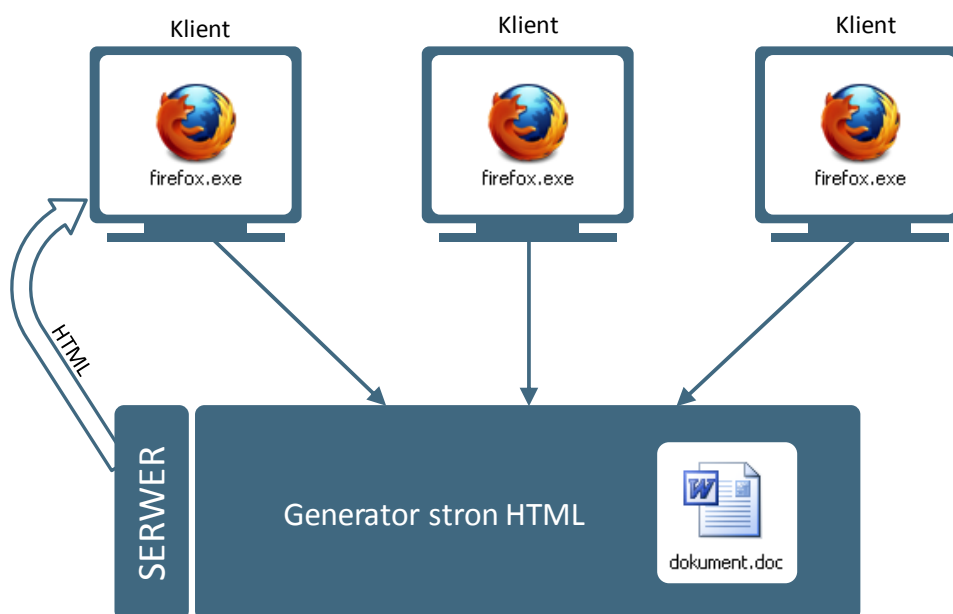 Klient
Klient
Klient
firefox.exe
firefox.exe
firefox.exe
HTML
SERWER
Generator stron HTML
W
dokument.doc